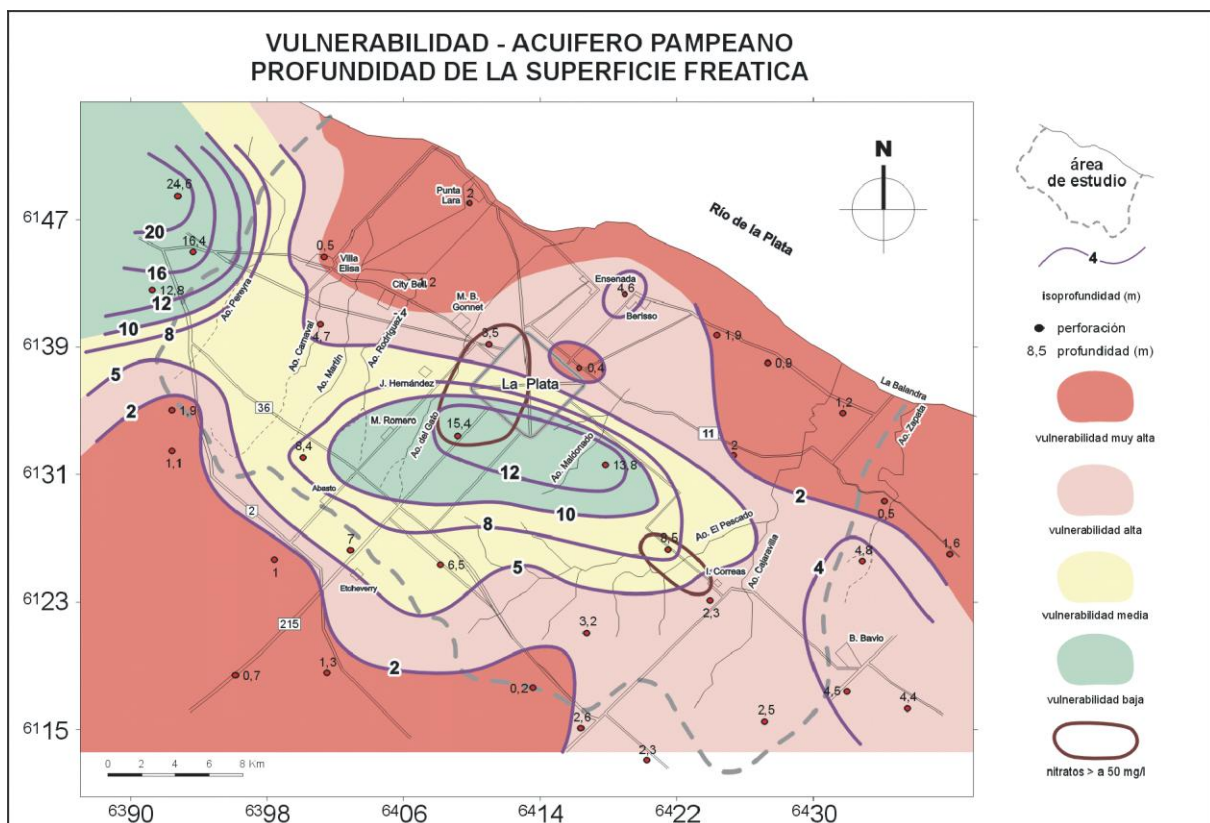 VULNERABILIDAD - ACUIFERO PAMPEANO
PROFUNDIDAD DE LA SUPERFICIE FREATICA
N
Río de la Plata
área
de estudio
4
isoprofundidad (m)
perforación
8,5 profundidad (m)
vulnerabilidad muy alta
vulnerabilidad alta
vulnerabilidad media
vulnerabilidad baja
nitratos > a 50 mg/l
6147
6139
6131
6123
6115
6390
6398
6406
6414
6422
6430
0 2 4 6 8 Km
24,6
20
16,4
16
12,8
12
10
8
5
2
1,9
1,1
Ao. Pereyra
Punta
Lara
2
0,5
Villa
Elisa
City Bell
1,2
M. B.
Gonnet
3,5
Ensenada
4,6
Berisso
1,9
0,9
La Balandra
1,2
Ao. Zapata
4,7
Ao. Carnaval
Ao. Martín
Ao. Rodríguez
4
0,4
La Plata
J. Hernández
36
M. Romero
Ao. del Gato
15,4
12
Ao. Maldonado
13,8
11
2
2
0,5
1,6
8,4
Abasto
10
8
2
7
6,5
5
Ao. El Pescado
8,5
I. Correas
Ao. Cajaravilla
2,3
4,8
4
1
Etcheverry
215
3,2
B. Bavio
0,7
1,3
2
0,2
2,6
2,5
2,3
4,5
4,4